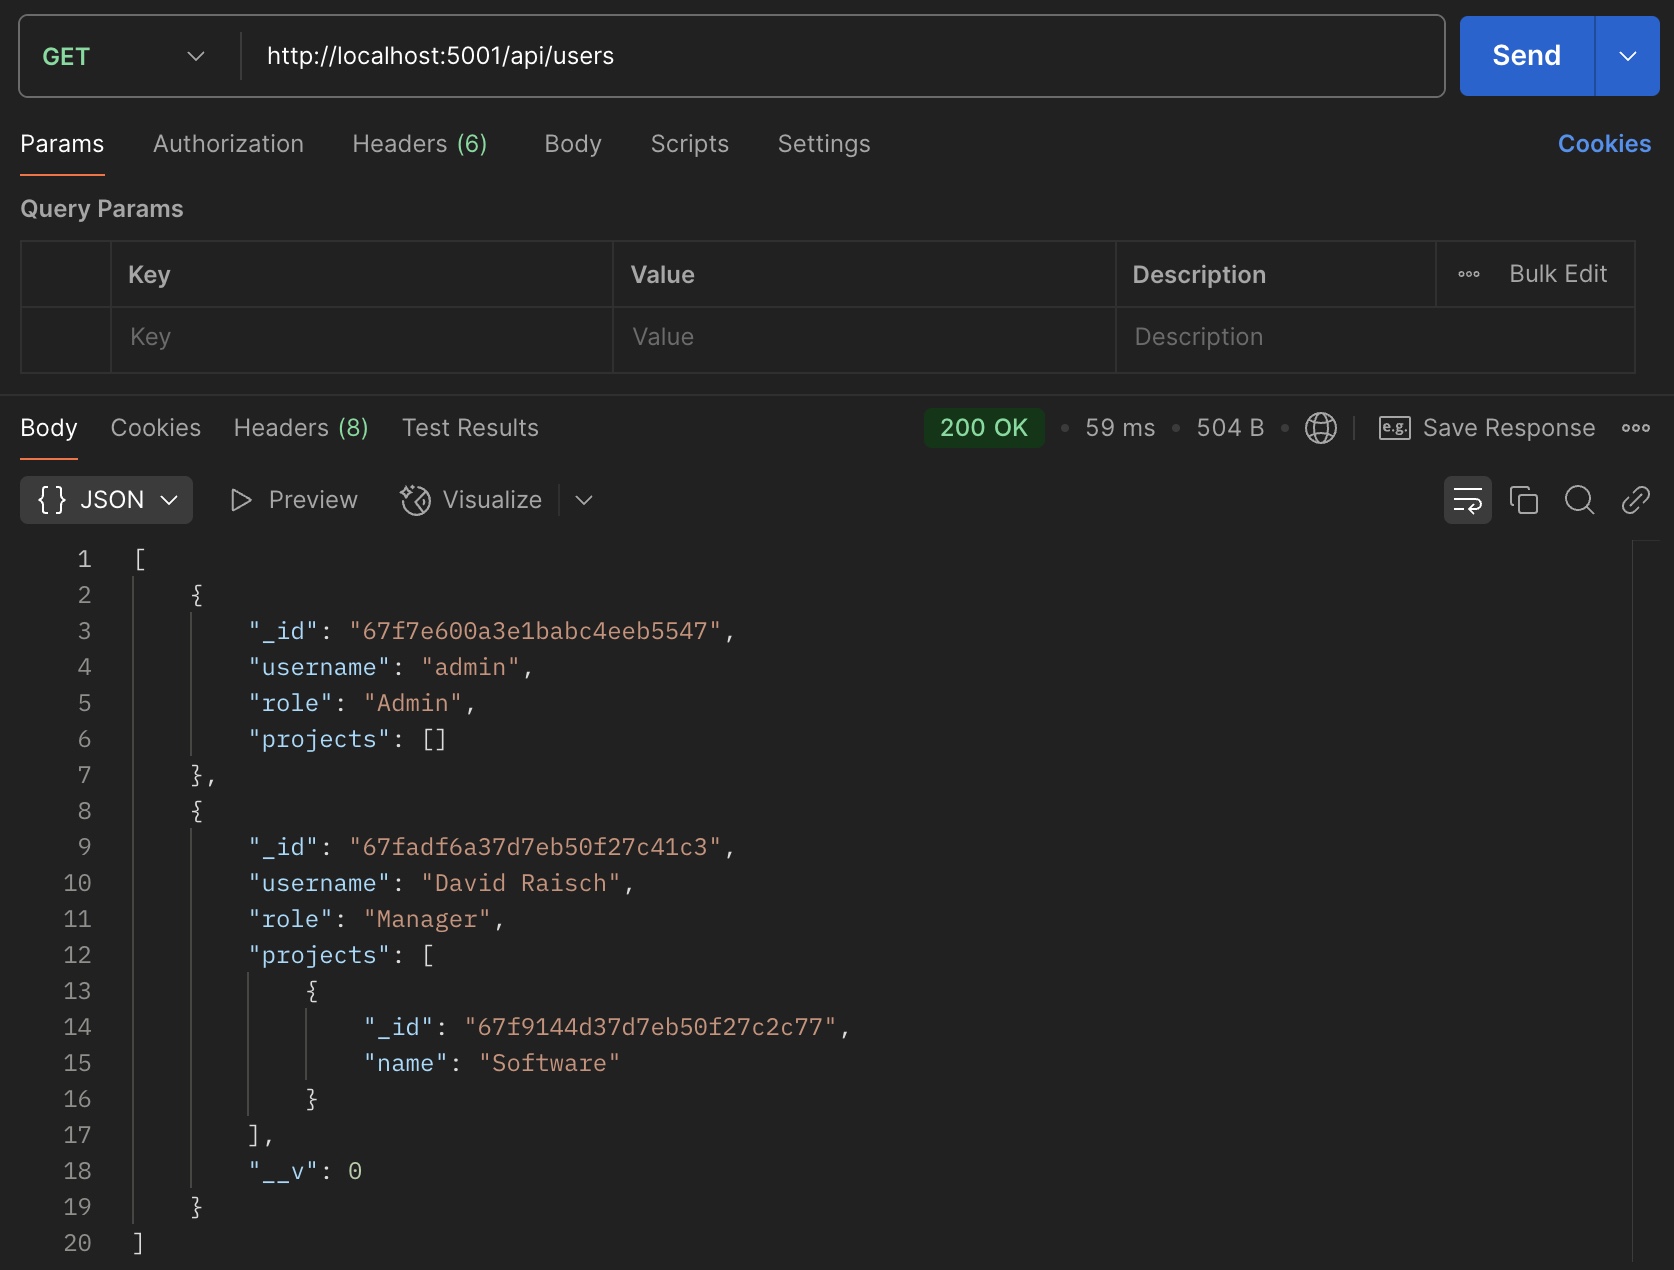 GET http://localhost:5001/api/users Send
Params Authorization Headers (6) Body Scripts Settings Cookies
Query Params
Key Value Description Bulk Edit
Key Value Description
Body Cookies Headers (8) Test Results 200 OK • 59 ms • 504 B • e.g. Save Response
{} JSON Preview Visualize
1 [
2 {
3 "_id": "67f7e600a3e1babc4eeb5547",
4 "username": "admin",
5 "role": "Admin",
6 "projects": []
7 },
8 {
9 "_id": "67fadf6a37d7eb50f27c41c3",
10 "username": "David Raisch",
11 "role": "Manager",
12 "projects": [
13 {
14 "_id": "67f9144d37d7eb50f27c2c77",
15 "name": "Software"
16 }
17 ],
18 "__v": 0
19 }
20 ]